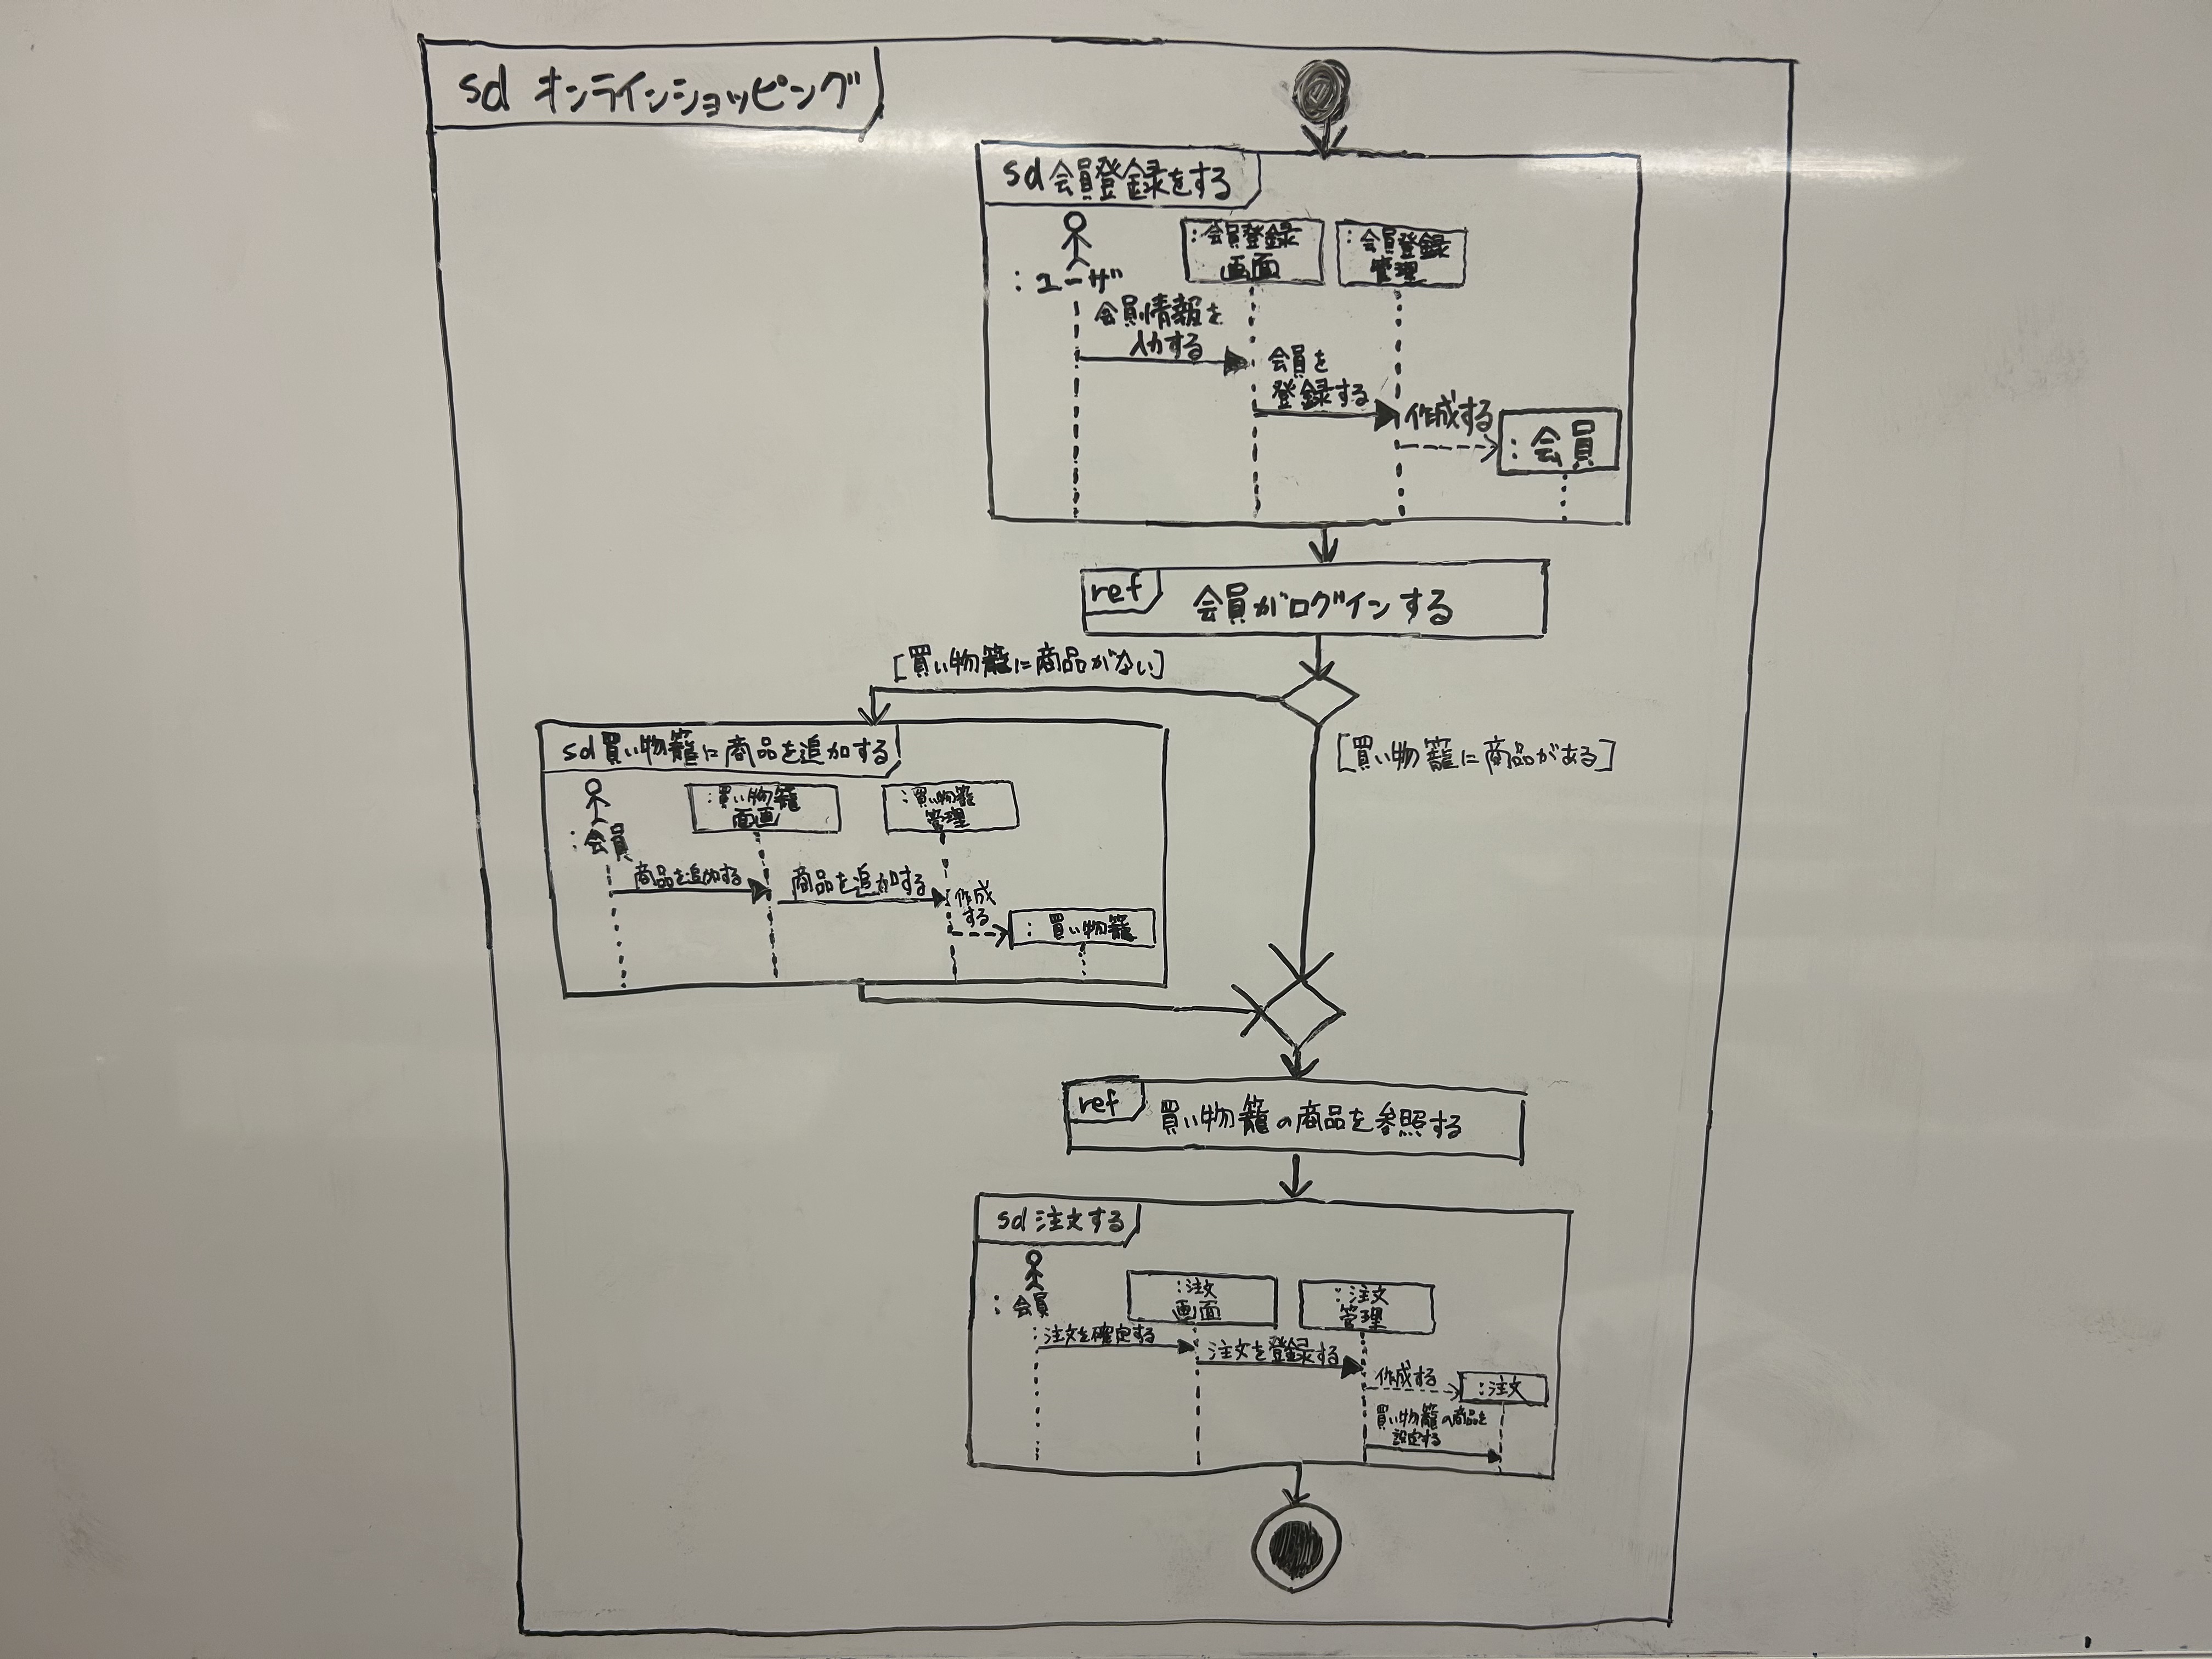 sd オンラインショッピング
sd 会員登録をする
: ユーザ
: 会員登録
画面
: 会員登録
管理
会員情報を
入力する
会員を
登録する
作成する
: 会員
ref
会員がログインする
[買い物籠に商品がない]
[買い物籠に商品がある]
sd 買い物籠に商品を追加する
: 会員
: 買い物籠
面画
: 買い物籠
管理
商品を追加する
商品を追加する
作成
する
: 買い物籠
ref
買い物籠の商品を参照する
sd 注文する
: 会員
: 注文
画面
: 注文
管理
注文を確定する
注文を登録する
作成する
: 注文
買い物籠の商品を
設定する